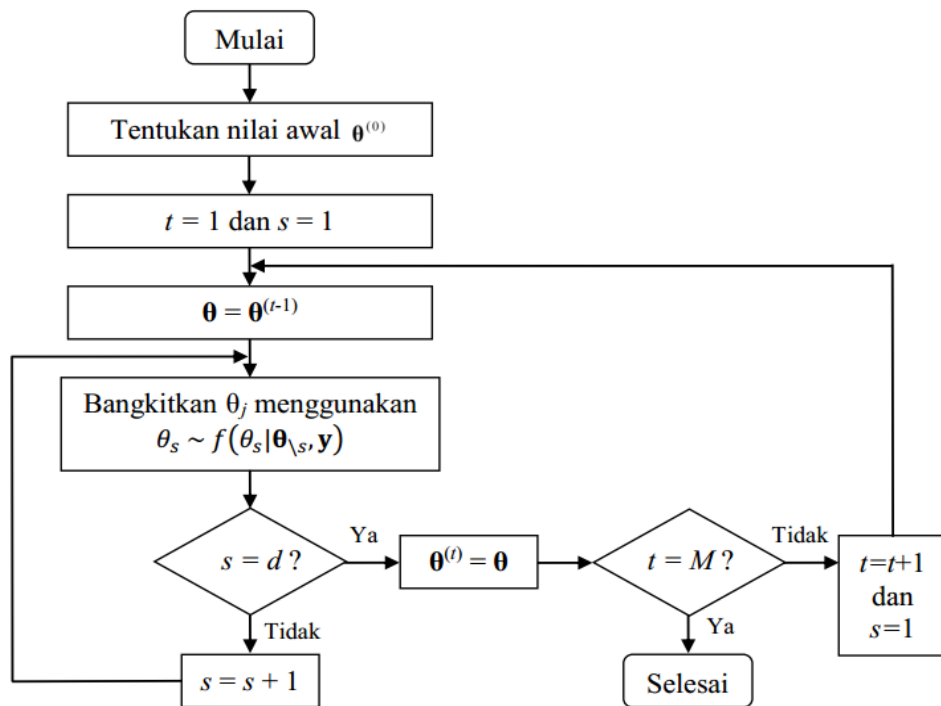 Mulai
Tentukan nilai awal θ⁽⁰⁾
t = 1 dan s = 1
θ = θ⁽ᵗ⁻¹⁾
Bangkitkan θⱼ menggunakan
θₛ ~ f(θₛ|θ\ₛ, y)
s = d ?
Ya
θ⁽ᵗ⁾ = θ
t = M ?
Tidak
t=t+1
dan
s=1
Tidak
s = s + 1
Ya
Selesai